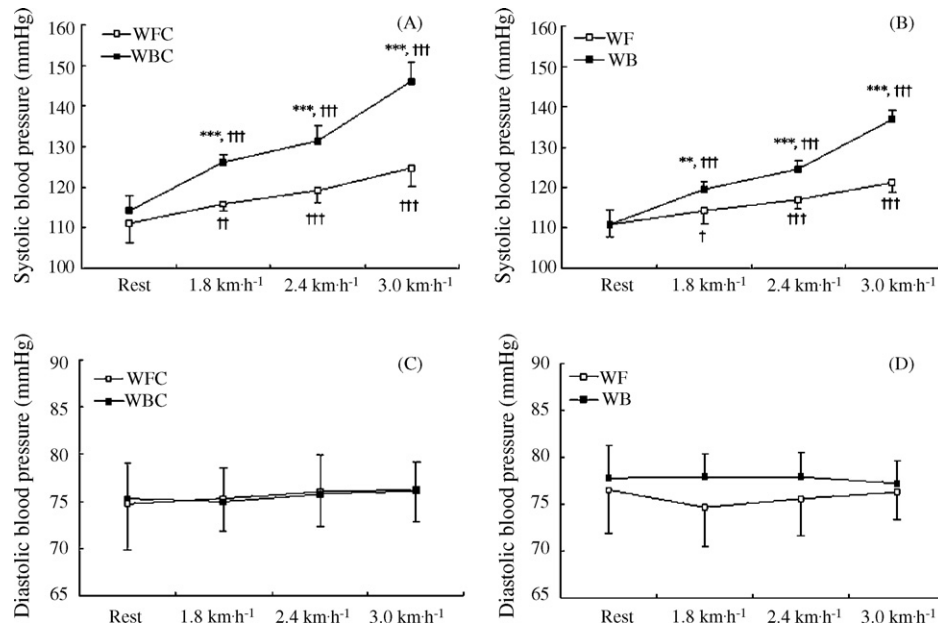 (A)
WFC
WBC
Systolic blood pressure (mmHg)
160
150
140
130
120
110
100
***, †††
***, †††
***, †††
††
†††
†††
Rest
1.8 km·h⁻¹
2.4 km·h⁻¹
3.0 km·h⁻¹
(B)
WF
WB
Systolic blood pressure (mmHg)
160
150
140
130
120
110
100
**, †††
***, †††
***, †††
†
†††
†††
Rest
1.8 km·h⁻¹
2.4 km·h⁻¹
3.0 km·h⁻¹
(C)
WFC
WBC
Diastolic blood pressure (mmHg)
90
85
80
75
70
65
Rest
1.8 km·h⁻¹
2.4 km·h⁻¹
3.0 km·h⁻¹
(D)
WF
WB
Diastolic blood pressure (mmHg)
90
85
80
75
70
65
Rest
1.8 km·h⁻¹
2.4 km·h⁻¹
3.0 km·h⁻¹